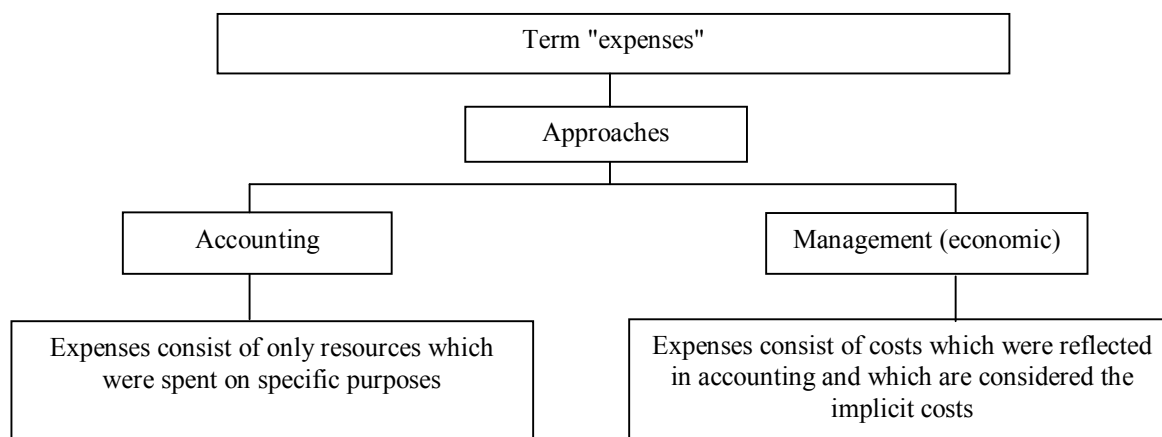 Term "expenses"
Approaches
Accounting
Management (economic)
Expenses consist of only resources which
were spent on specific purposes
Expenses consist of costs which were reflected
in accounting and which are considered the
implicit costs